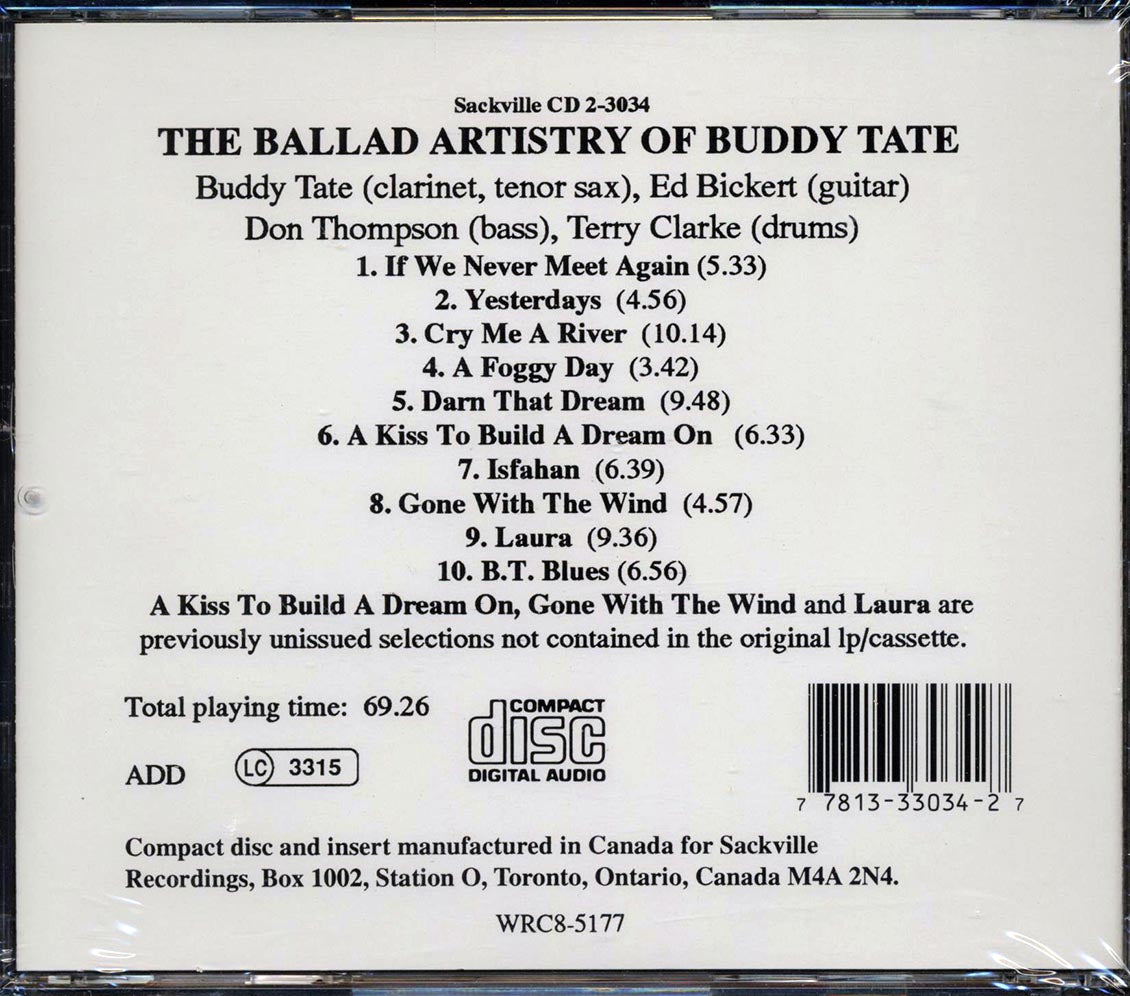 Sackville CD 2-3034
THE BALLAD ARTISTRY OF BUDDY TATE
Buddy Tate (clarinet, tenor sax), Ed Bickert (guitar)
Don Thompson (bass), Terry Clarke (drums)
1. If We Never Meet Again (5.33)
2. Yesterdays (4.56)
3. Cry Me A River (10.14)
4. A Foggy Day (3.42)
5. Darn That Dream (9.48)
6. A Kiss To Build A Dream On (6.33)
7. Isfahan (6.39)
8. Gone With The Wind (4.57)
9. Laura (9.36)
10. B.T. Blues (6.56)
A Kiss To Build A Dream On, Gone With The Wind and Laura are
previously unissued selections not contained in the original lp/cassette.
Total playing time: 69.26
COMPACT
disc
DIGITAL AUDIO
ADD LC 3315
7 77813-33034-2 7
Compact disc and insert manufactured in Canada for Sackville
Recordings, Box 1002, Station O, Toronto, Ontario, Canada M4A 2N4.
WRC8-5177